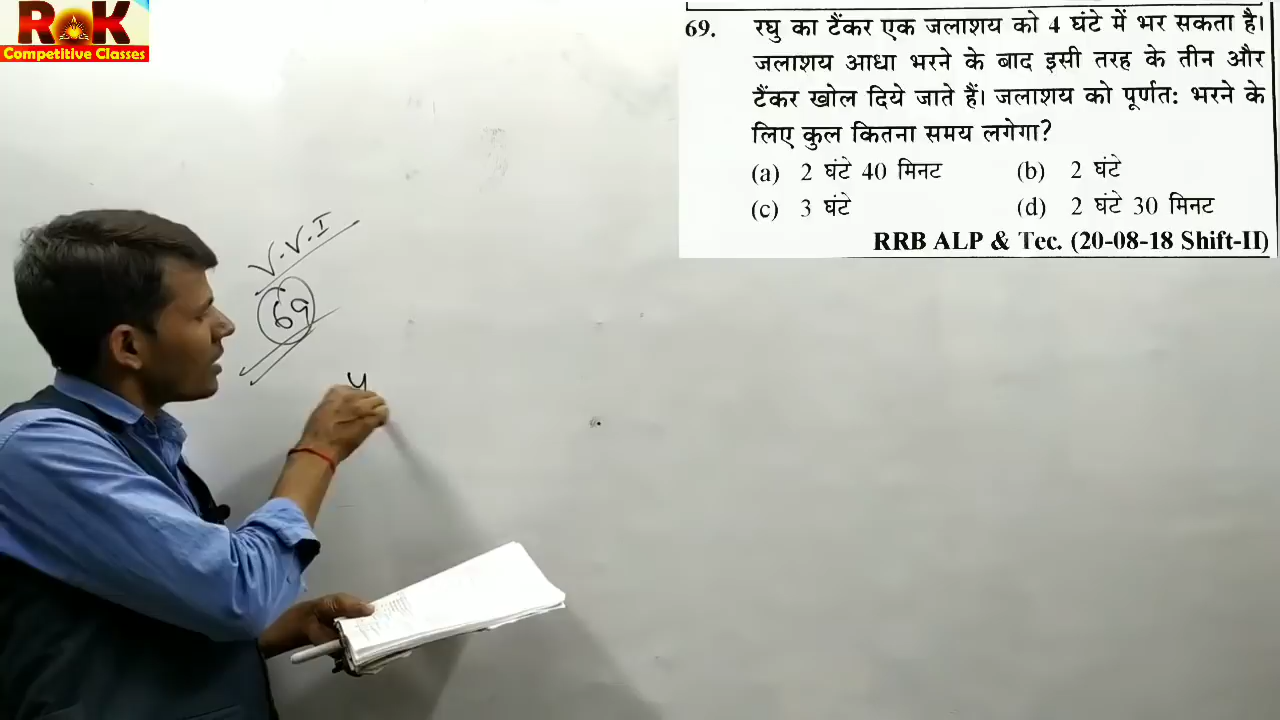 ROK
Competitive Classes
69. रघु का टैंकर एक जलाशय को 4 घंटे में भर सकता है।
जलाशय आधा भरने के बाद इसी तरह के तीन और
टैंकर खोल दिये जाते हैं। जलाशय को पूर्णत: भरने के
लिए कुल कितना समय लगेगा?
(a) 2 घंटे 40 मिनट (b) 2 घंटे
(c) 3 घंटे (d) 2 घंटे 30 मिनट
RRB ALP & Tec. (20-08-18 Shift-II)
V.V.I
69
4